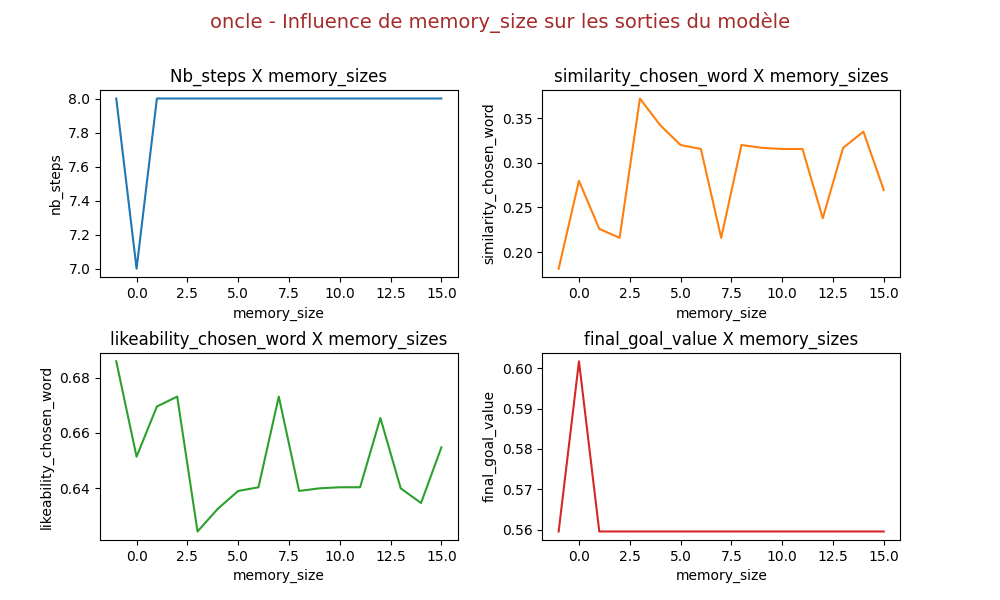 oncle - Influence de memory_size sur les sorties du modèle
Nb_steps X memory_sizes
nb_steps
8.0
7.8
7.6
7.4
7.2
7.0
0.0 2.5 5.0 7.5 10.0 12.5 15.0
memory_size
similarity_chosen_word X memory_sizes
similarity_chosen_word
0.35
0.30
0.25
0.20
0.0 2.5 5.0 7.5 10.0 12.5 15.0
memory_size
likeability_chosen_word X memory_sizes
likeability_chosen_word
0.68
0.66
0.64
0.0 2.5 5.0 7.5 10.0 12.5 15.0
memory_size
final_goal_value X memory_sizes
final_goal_value
0.60
0.59
0.58
0.57
0.56
0.0 2.5 5.0 7.5 10.0 12.5 15.0
memory_size